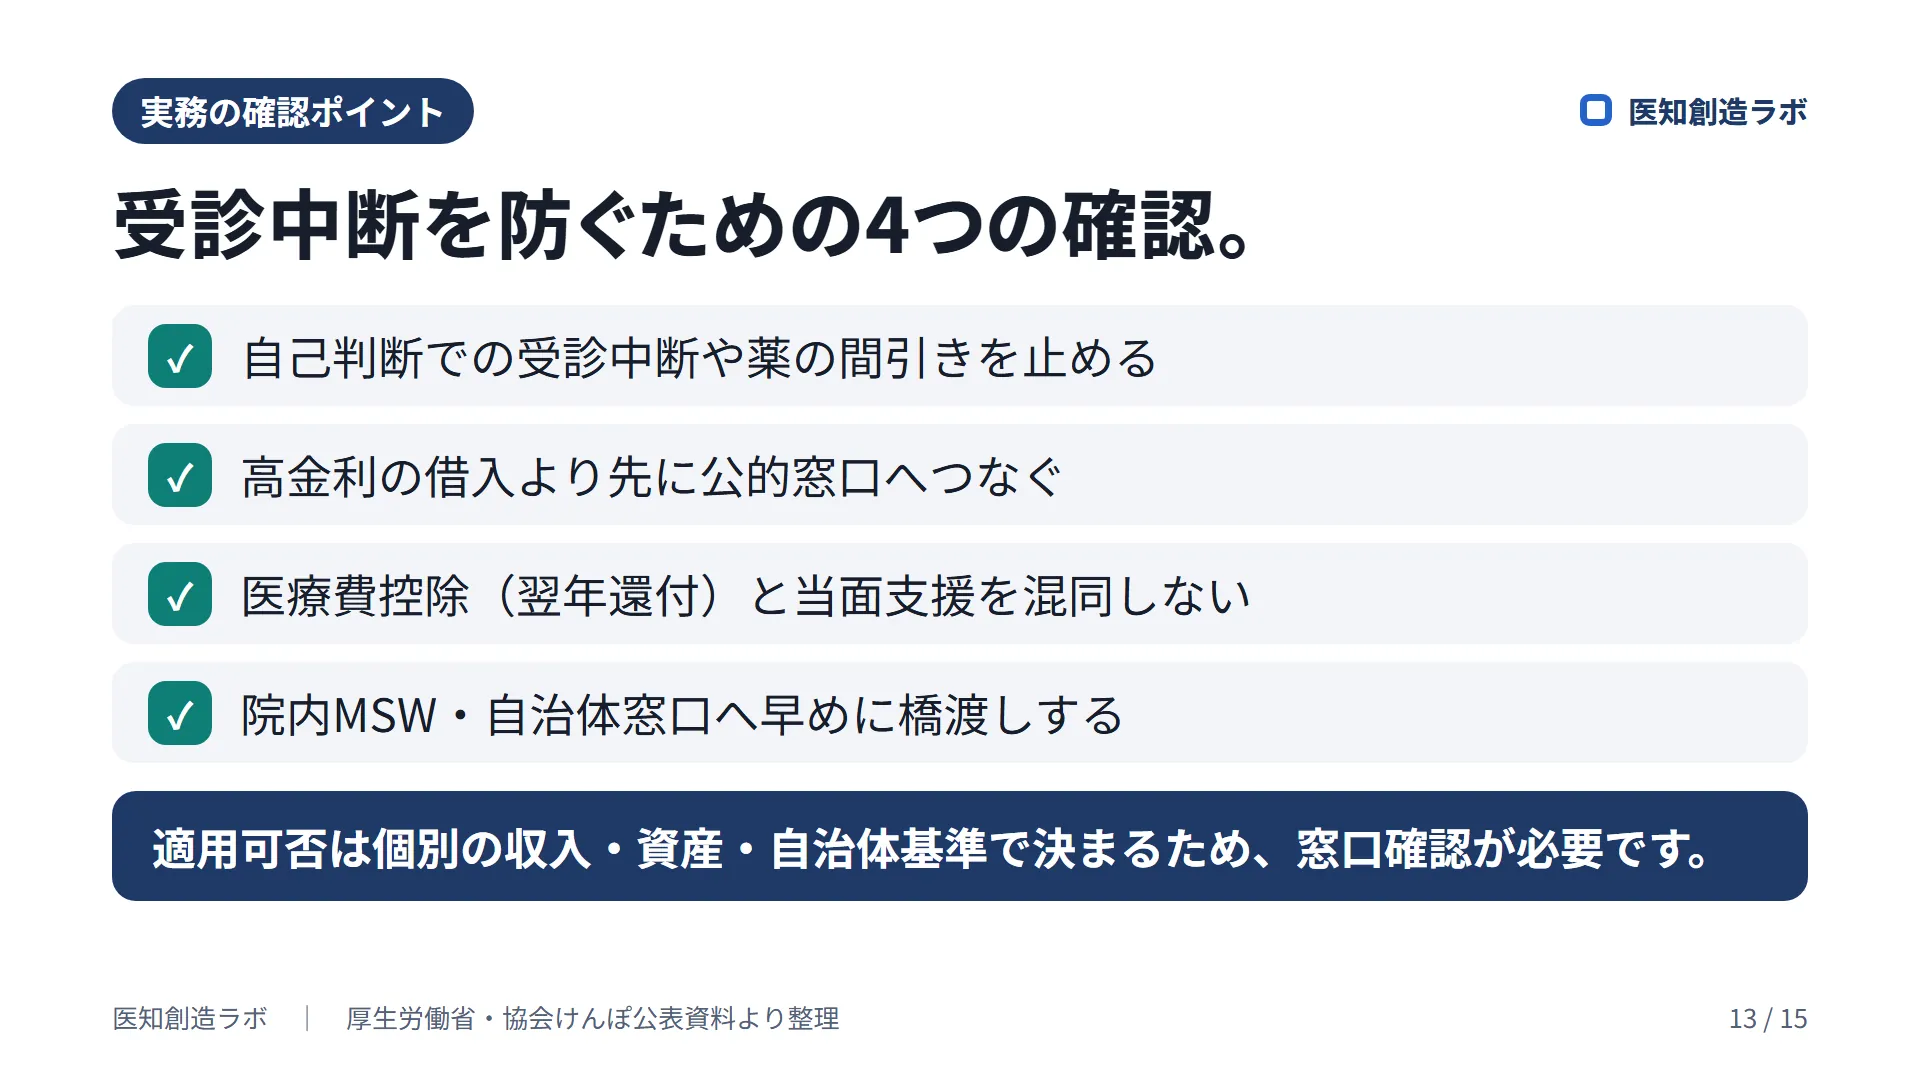 実務の確認ポイント
医知創造ラボ
受診中断を防ぐための4つの確認。
✓ 自己判断での受診中断や薬の間引きを止める
✓ 高金利の借入より先に公的窓口へつなぐ
✓ 医療費控除（翌年還付）と当面支援を混同しない
✓ 院内MSW・自治体窓口へ早めに橋渡しする
適用可否は個別の収入・資産・自治体基準で決まるため、窓口確認が必要です。
医知創造ラボ ｜ 厚生労働省・協会けんぽ公表資料より整理
13 / 15